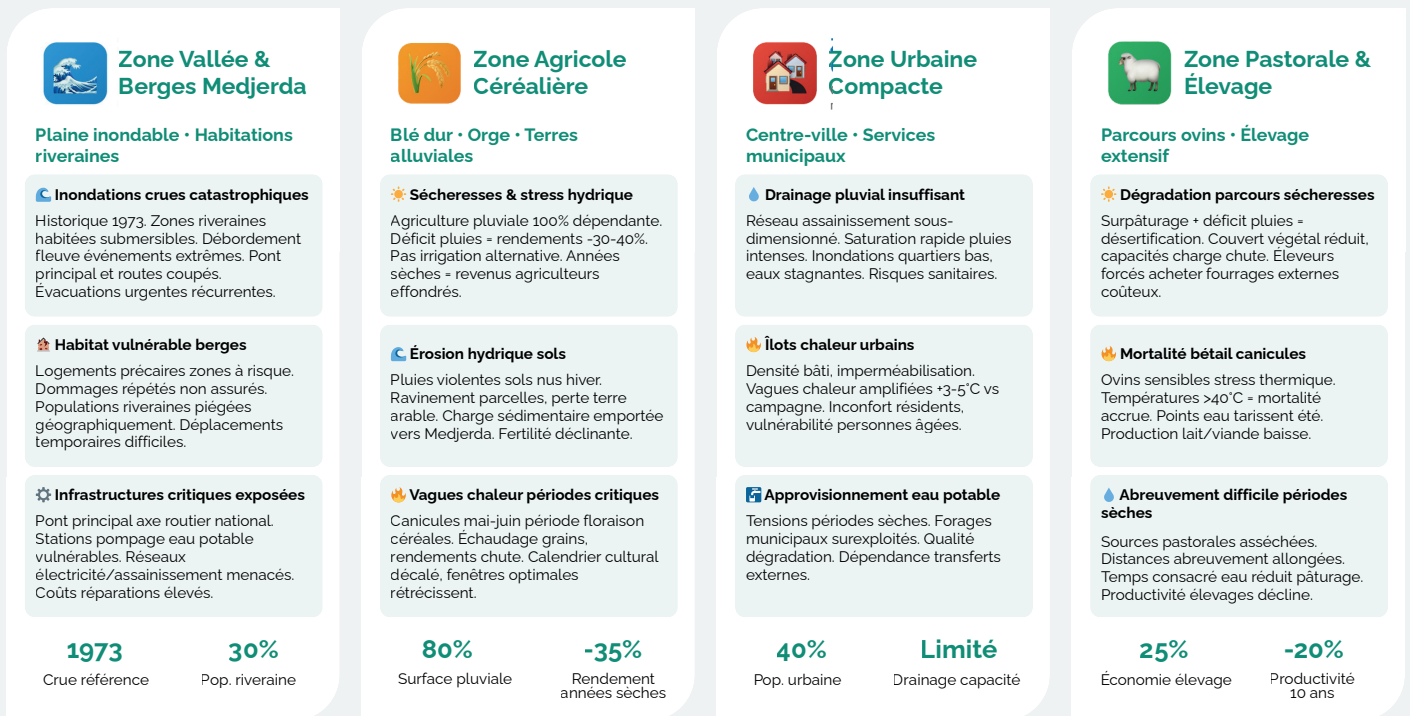 Zone Vallée &
Berges Medjerda
Plaine inondable • Habitations
riveraines
Inondations crues catastrophiques
Historique 1973. Zones riveraines
habitées submersibles. Débordement
fleuve événements extrêmes. Pont
principal et routes coupés.
Évacuations urgentes récurrentes.
Habitat vulnérable berges
Logements précaires zones à risque.
Dommages répétés non assurés.
Populations riveraines piégées
géographiquement. Déplacements
temporaires difficiles.
Infrastructures critiques exposées
Pont principal axe routier national.
Stations pompage eau potable
vulnérables. Réseaux
électricité/assainissement menacés.
Coûts réparations élevés.
1973
Crue référence
30%
Pop. riveraine
Zone Agricole
Céréalière
Blé dur • Orge • Terres
alluviales
Sécheresses & stress hydrique
Agriculture pluviale 100% dépendante.
Déficit pluies = rendements -30-40%.
Pas irrigation alternative. Années
sèches = revenus agriculteurs
effondrés.
Érosion hydrique sols
Pluies violentes sols nus hiver.
Ravinement parcelles, perte terre
arable. Charge sédimentaire emportée
vers Medjerda. Fertilité déclinante.
Vagues chaleur périodes critiques
Canicules mai-juin période floraison
céréales. Échaudage grains,
rendements chute. Calendrier cultural
décalé, fenêtres optimales
rétrécissent.
80%
Surface pluviale
-35%
Rendement
années sèches
Zone Urbaine
Compacte
Centre-ville • Services
municipaux
Drainage pluvial insuffisant
Réseau assainissement sous-
dimensionné. Saturation rapide pluies
intenses. Inondations quartiers bas,
eaux stagnantes. Risques sanitaires.
Îlots chaleur urbains
Densité bâti, imperméabilisation.
Vagues chaleur amplifiées +3-5°C vs
campagne. Inconfort résidents,
vulnérabilité personnes âgées.
Approvisionnement eau potable
Tensions périodes sèches. Forages
municipaux surexploités. Qualité
dégradation. Dépendance transferts
externes.
40%
Pop. urbaine
Limité
Drainage capacité
Zone Pastorale &
Élevage
Parcours ovins • Élevage
extensif
Dégradation parcours sécheresses
Surpâturage + déficit pluies =
désertification. Couvert végétal réduit,
capacités charge chute. Éleveurs
forcés acheter fourrages externes
coûteux.
Mortalité bétail canicules
Ovins sensibles stress thermique.
Températures >40°C = mortalité
accrue. Points eau tarissent été.
Production lait/viande baisse.
Abreuvement difficile périodes
sèches
Sources pastorales asséchées.
Distances abreuvement allongées.
Temps consacré eau réduit pâturage.
Productivité élevages décline.
25%
Économie élevage
-20%
Productivité
10 ans